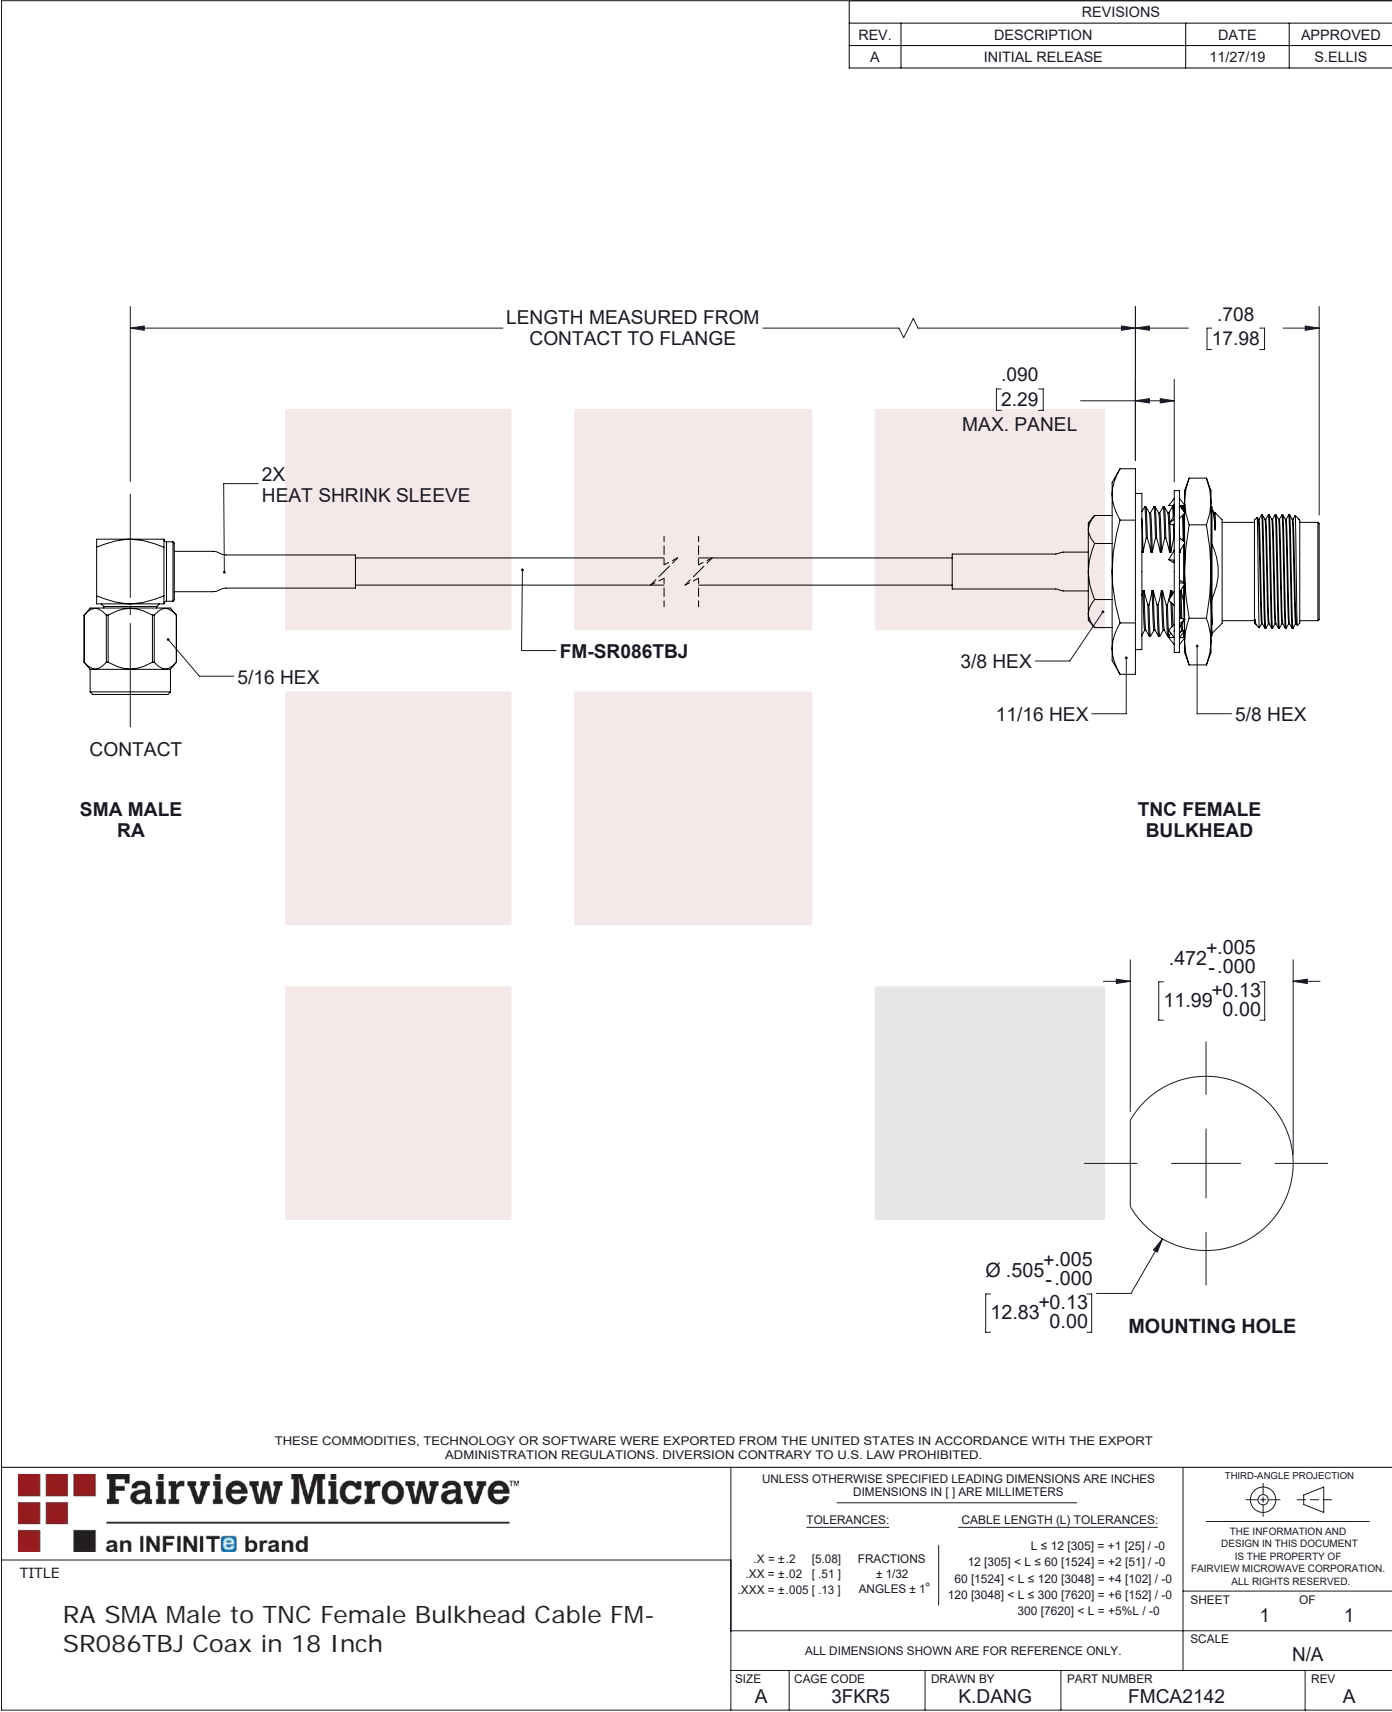 REVISIONS
REV. DESCRIPTION DATE APPROVED
A INITIAL RELEASE 11/27/19 S.ELLIS
LENGTH MEASURED FROM
CONTACT TO FLANGE
.708
[17.98]
.090
[2.29]
MAX. PANEL
2X
HEAT SHRINK SLEEVE
FM-SR086TBJ
5/16 HEX
3/8 HEX
11/16 HEX
5/8 HEX
CONTACT
SMA MALE
RA
TNC FEMALE
BULKHEAD
.472 +.005
-.000
[11.99 +0.13
0.00]
Ø .505 +.005
-.000
[12.83 +0.13
0.00]
MOUNTING HOLE
THESE COMMODITIES, TECHNOLOGY OR SOFTWARE WERE EXPORTED FROM THE UNITED STATES IN ACCORDANCE WITH THE EXPORT
ADMINISTRATION REGULATIONS. DIVERSION CONTRARY TO U.S. LAW PROHIBITED.
Fairview Microwave™
an INFINITe brand
TITLE
RA SMA Male to TNC Female Bulkhead Cable FM-
SR086TBJ Coax in 18 Inch
UNLESS OTHERWISE SPECIFIED LEADING DIMENSIONS ARE INCHES
DIMENSIONS IN [ ] ARE MILLIMETERS
TOLERANCES:
.X = ±.2 [5.08] FRACTIONS
.XX = ±.02 [ .51 ] ± 1/32
.XXX = ±.005 [ .13 ] ANGLES ± 1°
CABLE LENGTH (L) TOLERANCES:
L ≤ 12 [305] = +1 [25] / -0
12 [305] < L ≤ 60 [1524] = +2 [51] / -0
60 [1524] < L ≤ 120 [3048] = +4 [102] / -0
120 [3048] < L ≤ 300 [7620] = +6 [152] / -0
300 [7620] < L = +5%L / -0
ALL DIMENSIONS SHOWN ARE FOR REFERENCE ONLY.
THIRD-ANGLE PROJECTION
THE INFORMATION AND
DESIGN IN THIS DOCUMENT
IS THE PROPERTY OF
FAIRVIEW MICROWAVE CORPORATION.
ALL RIGHTS RESERVED.
SHEET 1 OF 1
SCALE N/A
SIZE CAGE CODE DRAWN BY PART NUMBER REV
A 3FKR5 K.DANG FMCA2142 A